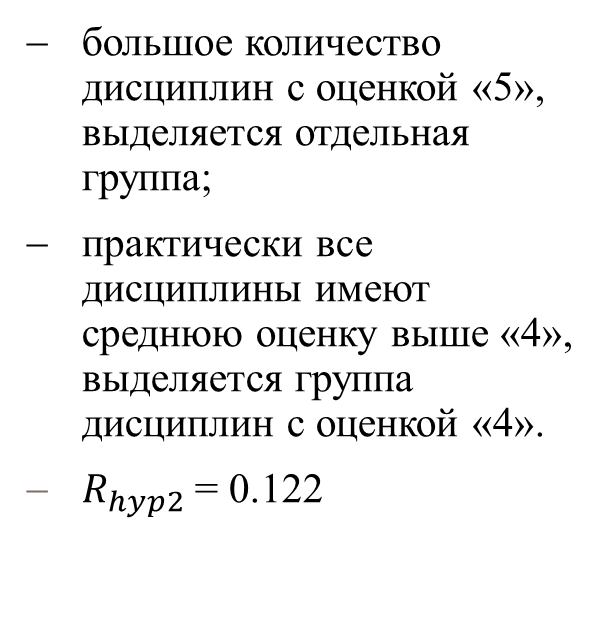 – большое количество
дисциплин с оценкой «5»,
выделяется отдельная
группа;
– практически все
дисциплины имеют
среднюю оценку выше «4»,
выделяется группа
дисциплин с оценкой «4».
– R_hyp2 = 0.122